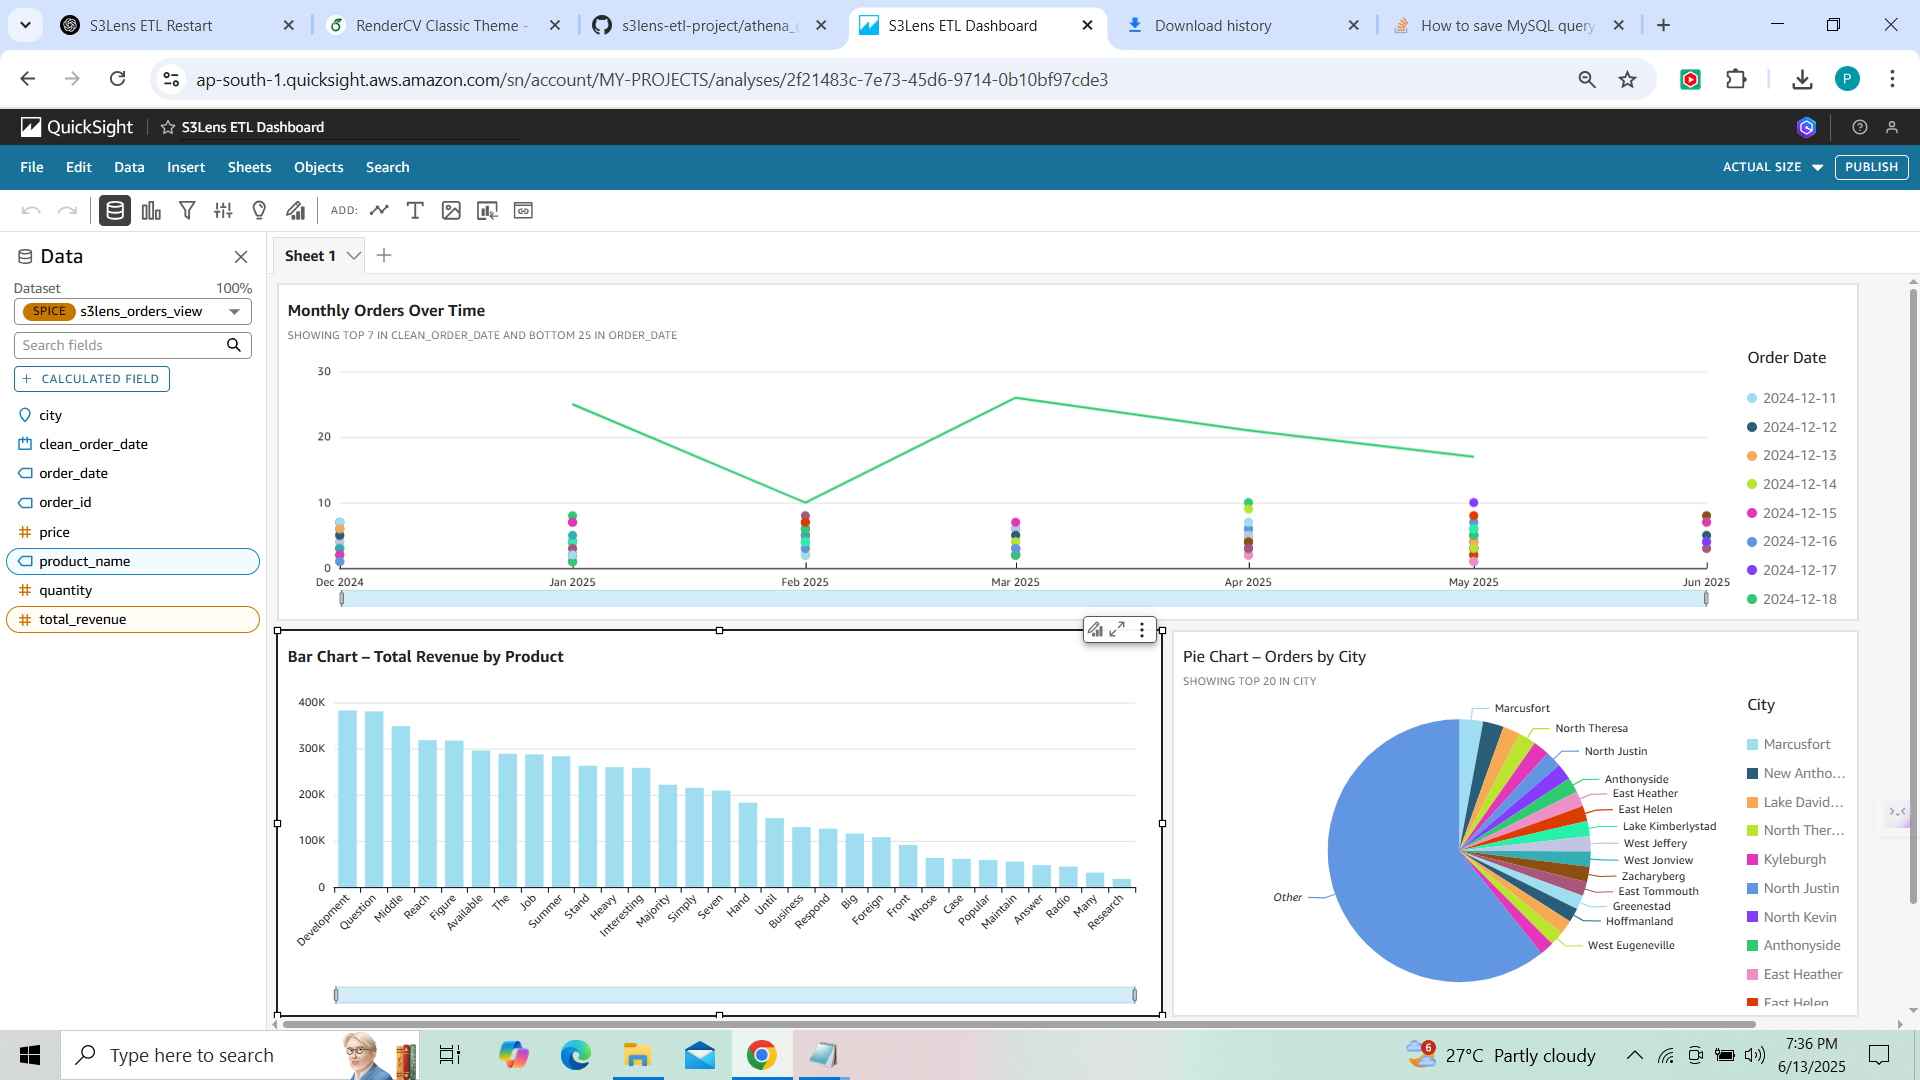 S3Lens ETL Restart
RenderCV Classic Theme -
s3lens-etl-project/athena_
S3Lens ETL Dashboard
Download history
How to save MySQL query
ap-south-1.quicksight.aws.amazon.com/sn/account/MY-PROJECTS/analyses/2f21483c-7e73-45d6-9714-0b10bf97cde3
P
QuickSight
S3Lens ETL Dashboard
File Edit Data Insert Sheets Objects Search
ACTUAL SIZE
PUBLISH
ADD:
Data
Dataset 100%
SPICE s3lens_orders_view
Search fields
+ CALCULATED FIELD
city
clean_order_date
order_date
order_id
price
product_name
quantity
total_revenue
Sheet 1
Monthly Orders Over Time
SHOWING TOP 7 IN CLEAN_ORDER_DATE AND BOTTOM 25 IN ORDER_DATE
30
20
10
0
Dec 2024 Jan 2025 Feb 2025 Mar 2025 Apr 2025 May 2025 Jun 2025
Order Date
2024-12-11
2024-12-12
2024-12-13
2024-12-14
2024-12-15
2024-12-16
2024-12-17
2024-12-18
Bar Chart – Total Revenue by Product
400K
300K
200K
100K
0
Development Question Middle Reach Figure Available The Job Summer Stand Heavy Interesting Majority Simply Seven Hand Until Business Respond Big Foreign Front Whose Case Popular Maintain Answer Radio Many Research
Pie Chart – Orders by City
SHOWING TOP 20 IN CITY
Marcusfort
North Theresa
North Justin
Anthonyside
East Heather
East Helen
Lake Kimberlystad
West Jeffery
West Jonview
Zacharyberg
East Tommouth
Greenestad
Hoffmanland
West Eugeneville
Other
City
Marcusfort
New Antho...
Lake David...
North Ther...
Kyleburgh
North Justin
North Kevin
Anthonyside
East Heather
East Helen
Type here to search
6
27°C Partly cloudy
7:36 PM
6/13/2025